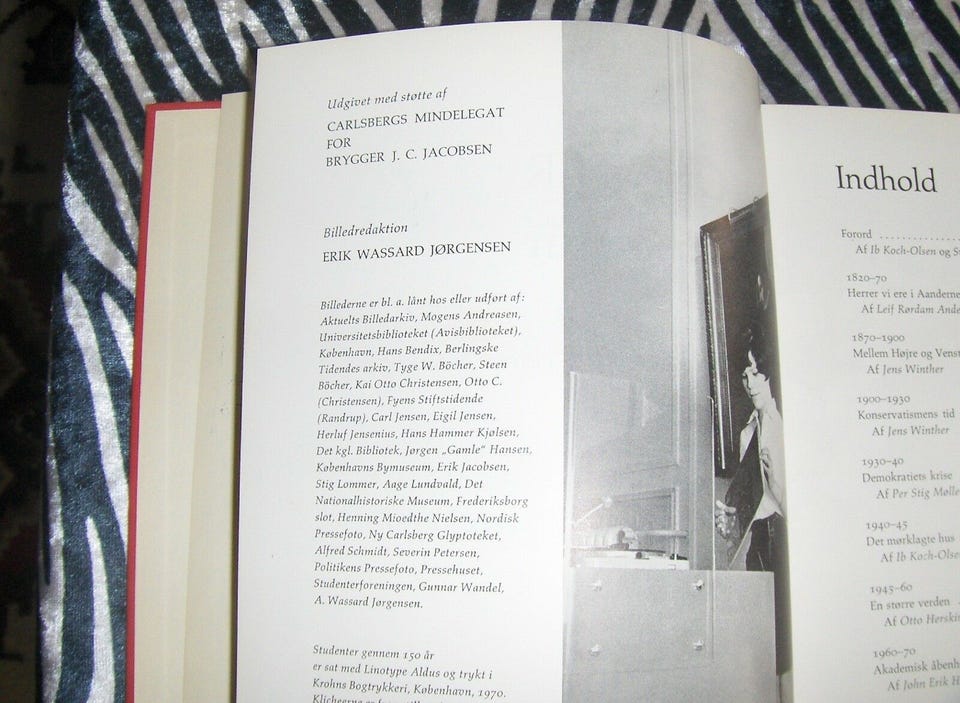 Udgivet med støtte af
CARLSBERGS MINDELEGAT
FOR
BRYGGER J. C. JACOBSEN
Billedredaktion
ERIK WASSARD JØRGENSEN
Billederne er bl. a. lånt hos eller udført af:
Aktuelts Billedarkiv, Mogens Andreasen,
Universitetsbiblioteket (Avisbiblioteket),
København, Hans Bendix, Berlingske
Tidendes arkiv, Tyge W. Böcher, Steen
Böcher, Kai Otto Christensen, Otto C.
(Christensen), Fyens Stiftstidende
(Randrup), Carl Jensen, Eigil Jensen,
Herluf Jensenius, Hans Hammer Kjølsen,
Det kgl. Bibliotek, Jørgen „Gamle“ Hansen,
Københavns Bymuseum, Erik Jacobsen,
Stig Lommer, Aage Lundvald, Det
Nationalhistoriske Museum, Frederiksborg
slot, Henning Mioedthe Nielsen, Nordisk
Pressefoto, Ny Carlsberg Glyptoteket,
Alfred Schmidt, Severin Petersen,
Politikens Pressefoto, Pressehuset,
Studenterforeningen, Gunnar Wandel,
A. Wassard Jørgensen.
Studenter gennem 150 år
er sat med Linotype Aldus og trykt i
Krohns Bogtrykkeri, København, 1970.
Indhold
Forord ..............
Af Ib Koch-Olsen og
1820–70
Herrer vi ere i Aandernes
Af Leif Rørdam
1870–1900
Mellem Højre og
Af Jens Winther
1900–1930
Konservatismens tid
Af Jens Winther
1930–40
Demokratiets krise
Af Per Stig
1940–45
Det mørklagte hus
Af Ib
1945–60
En større verden
Af Otto
1960–70
Akademisk
Af John Erik